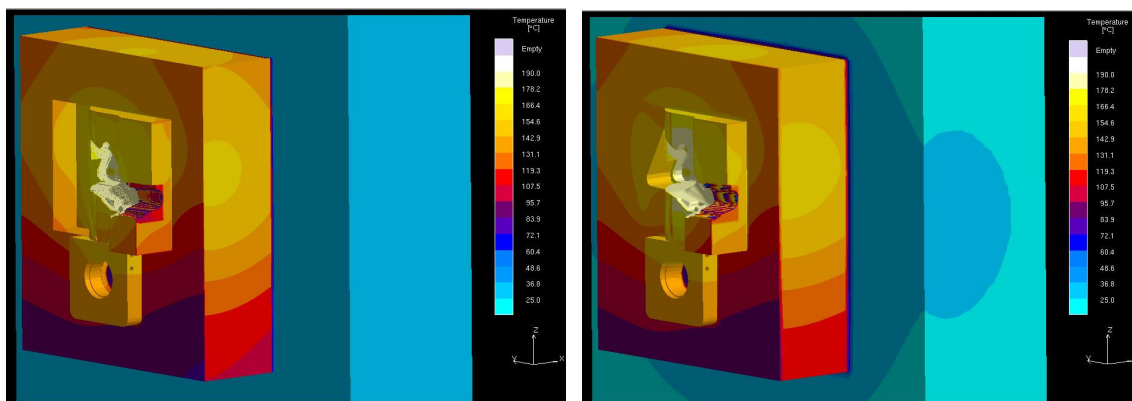 Temperature
[°C]
Empty
190.0
178.2
166.4
154.6
142.9
131.1
119.3
107.5
95.7
83.9
72.1
60.4
48.6
36.8
25.0
Z
Y
X
Temperature
[°C]
Empty
190.0
178.2
166.4
154.6
142.9
131.1
119.3
107.5
95.7
83.9
72.1
60.4
48.6
36.8
25.0
Z
Y
X